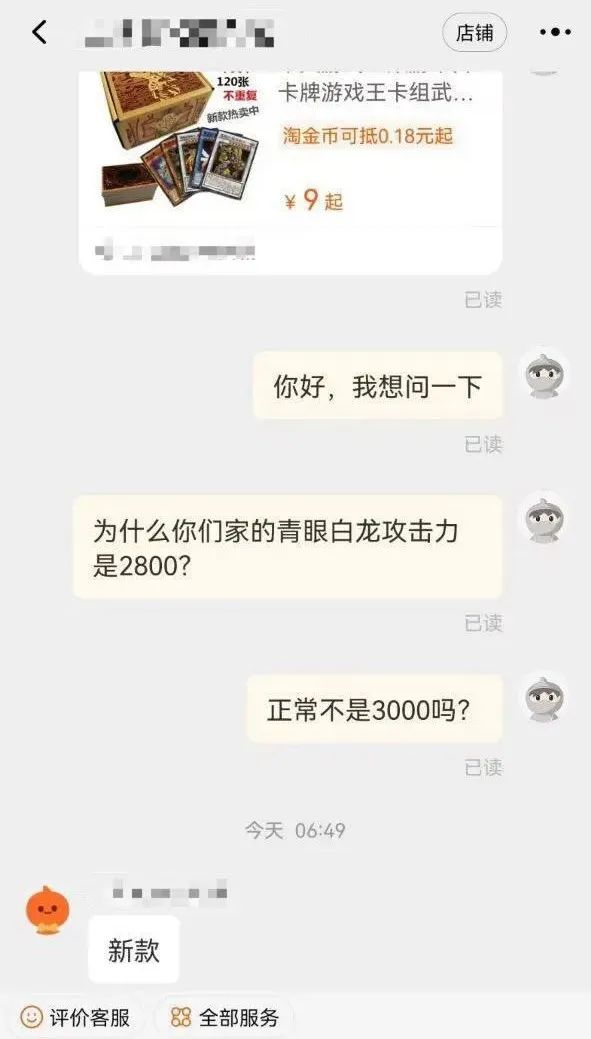 店铺
120张
不重复
新款热卖中
卡牌游戏王卡组武...
淘金币可抵0.18元起
¥ 9 起
已读
你好，我想问一下
已读
为什么你们家的青眼白龙攻击力
是2800?
已读
正常不是3000吗?
已读
今天 06:49
新款
评价客服
全部服务